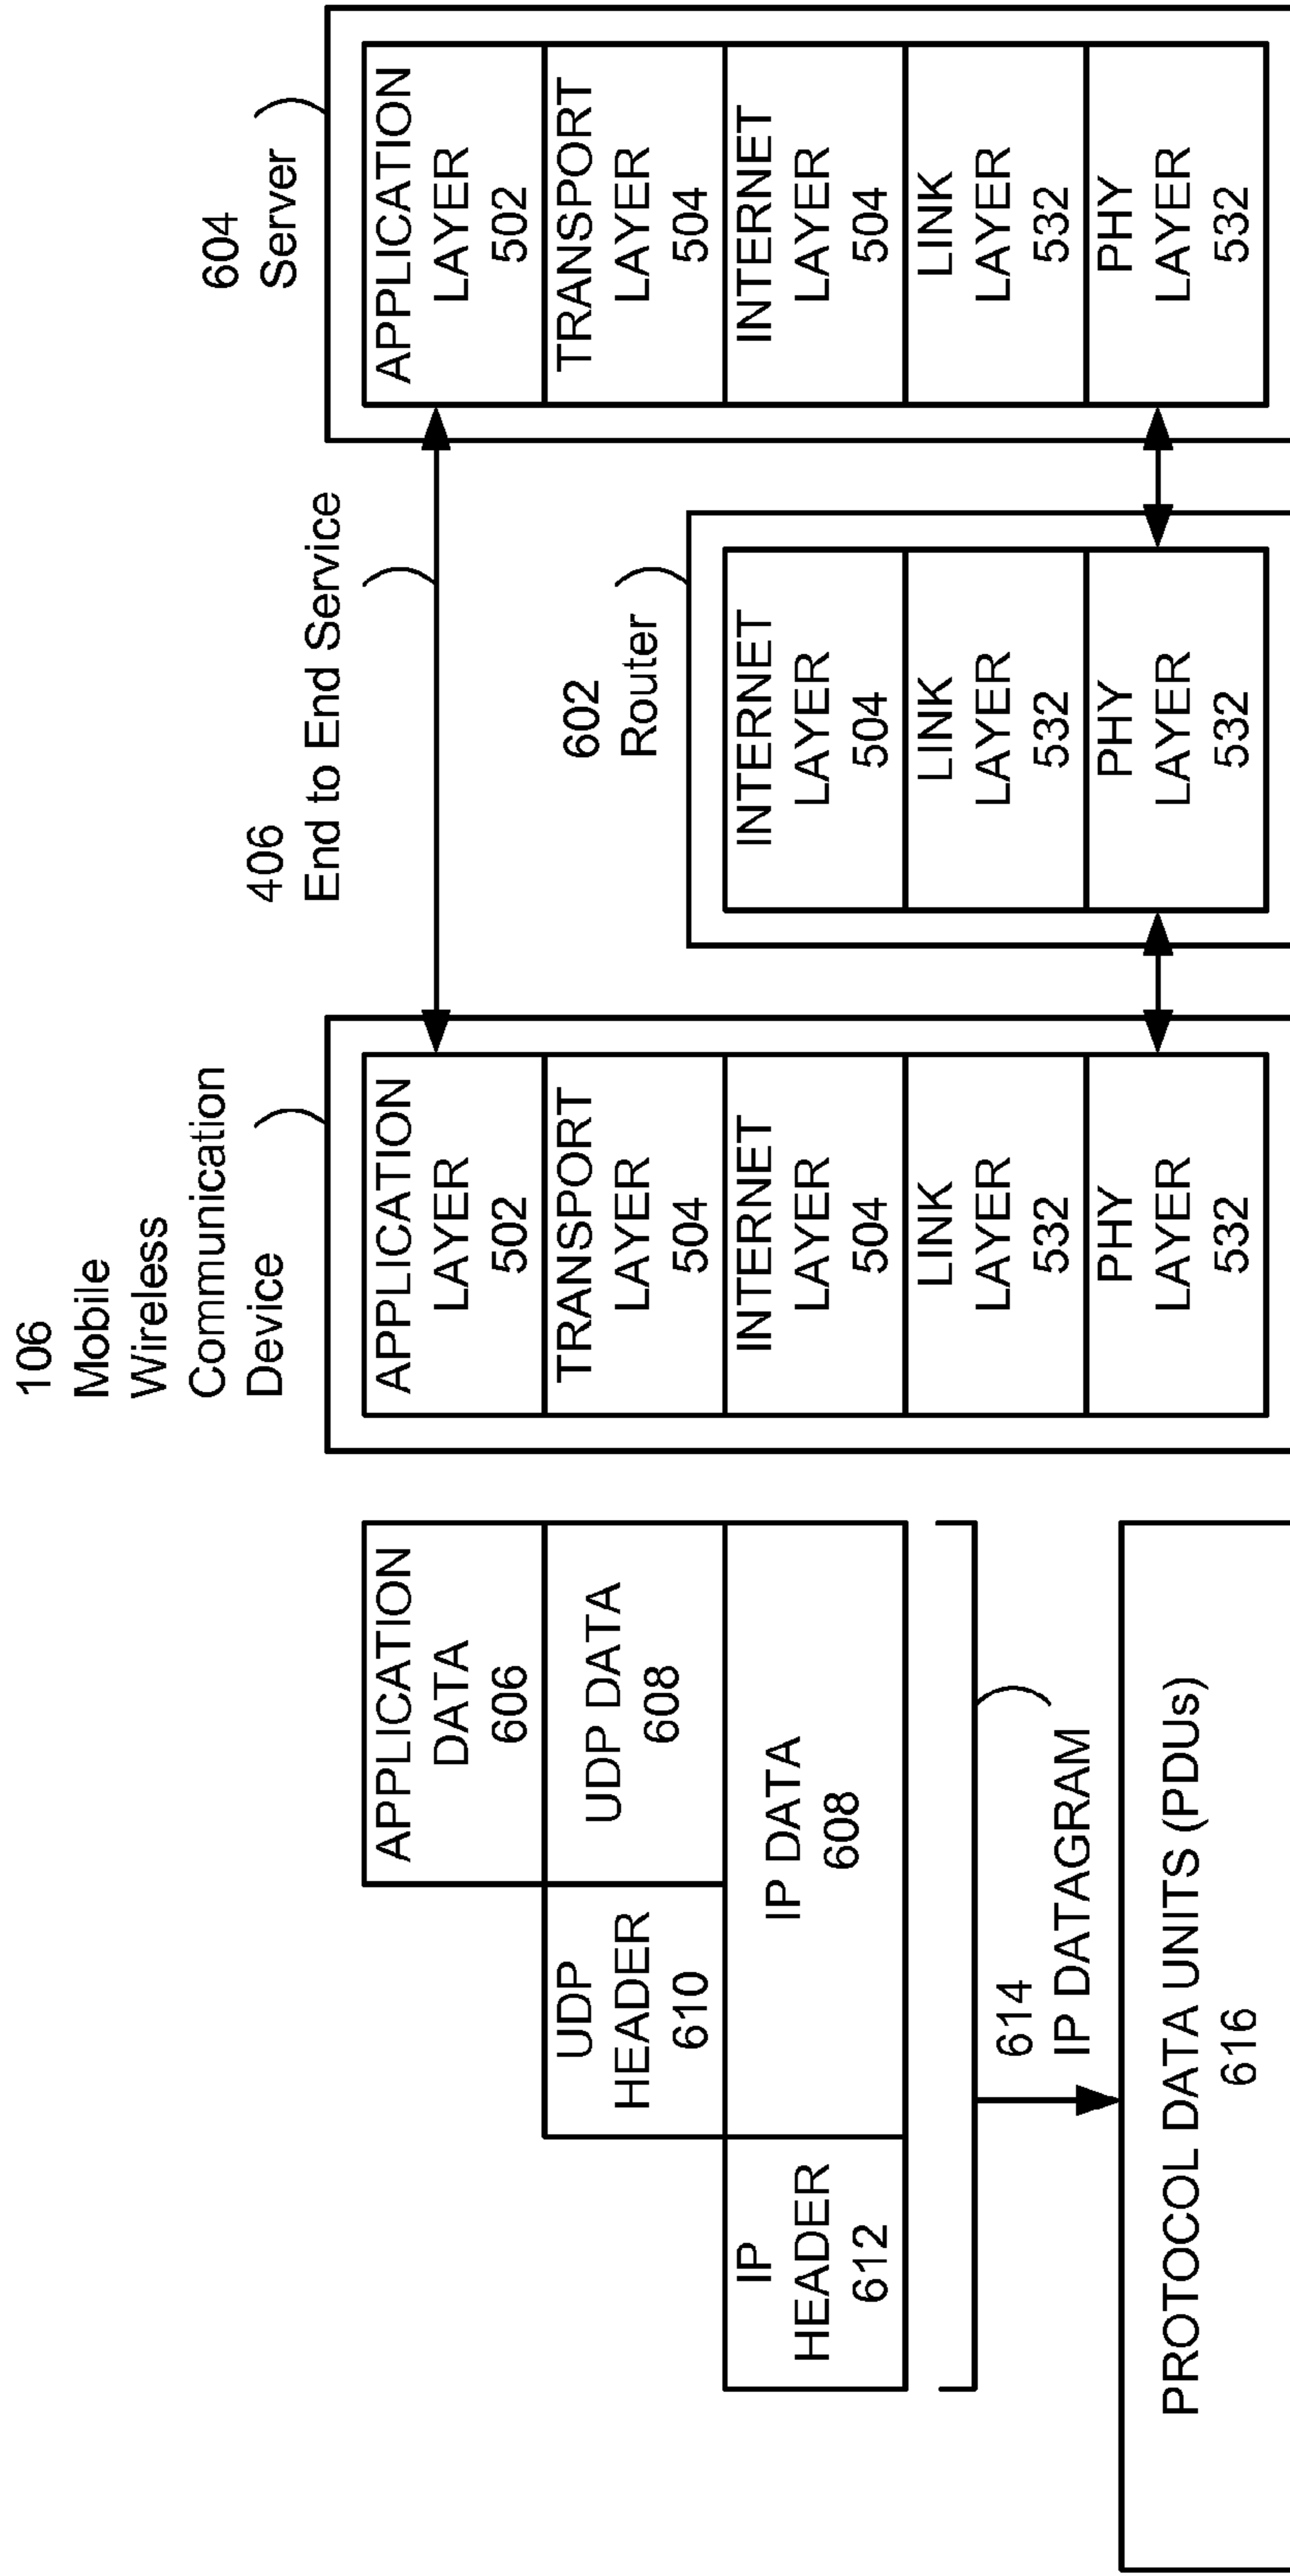 106
Mobile
Wireless
Communication
Device
406
End to End Service
604
Server
602
Router
APPLICATION
DATA
606
UDP
HEADER
610
UDP DATA
608
IP
HEADER
612
IP DATA
608
614
IP DATAGRAM
PROTOCOL DATA UNITS (PDUs)
616
APPLICATION
LAYER
502
TRANSPORT
LAYER
504
INTERNET
LAYER
504
LINK
LAYER
532
PHY
LAYER
532
INTERNET
LAYER
504
LINK
LAYER
532
PHY
LAYER
532
APPLICATION
LAYER
502
TRANSPORT
LAYER
504
INTERNET
LAYER
504
LINK
LAYER
532
PHY
LAYER
532